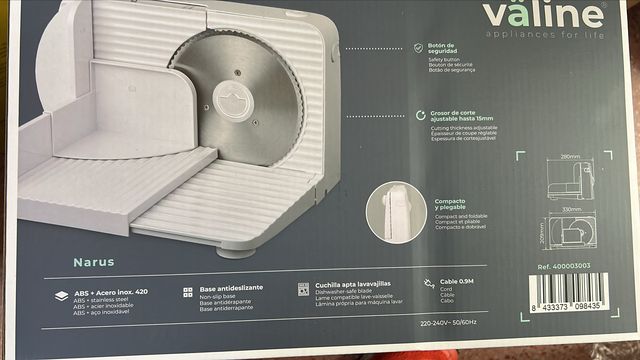 väline®
appliances for life
Botón de
seguridad
Safety button
Bouton de sécurité
Botão de segurança
Grosor de corte
ajustable hasta 15mm
Cutting thickness adjustable
Épaisseur de coupe réglable
Espessura de corteajustável
Compacto
y plegable
Compact and foldable
Compact et pliable
Compacto e dobrável
280mm
330mm
209mm
Ref. 400003003
8 433373 098435
Narus
ABS + Acero inox. 420
ABS + stainless steel
ABS + acier inoxidable
ABS + aço inoxidável
Base antideslizante
Non-slip base
Base antidérapante
Base antiderrapante
Cuchilla apta lavavajillas
Dishwasher-safe blade
Lame compatible lave-vaisselle
Lâmina própria para máquina lavar
Cable 0.9M
Cord
Câble
Cabo
220-240V~ 50/60Hz